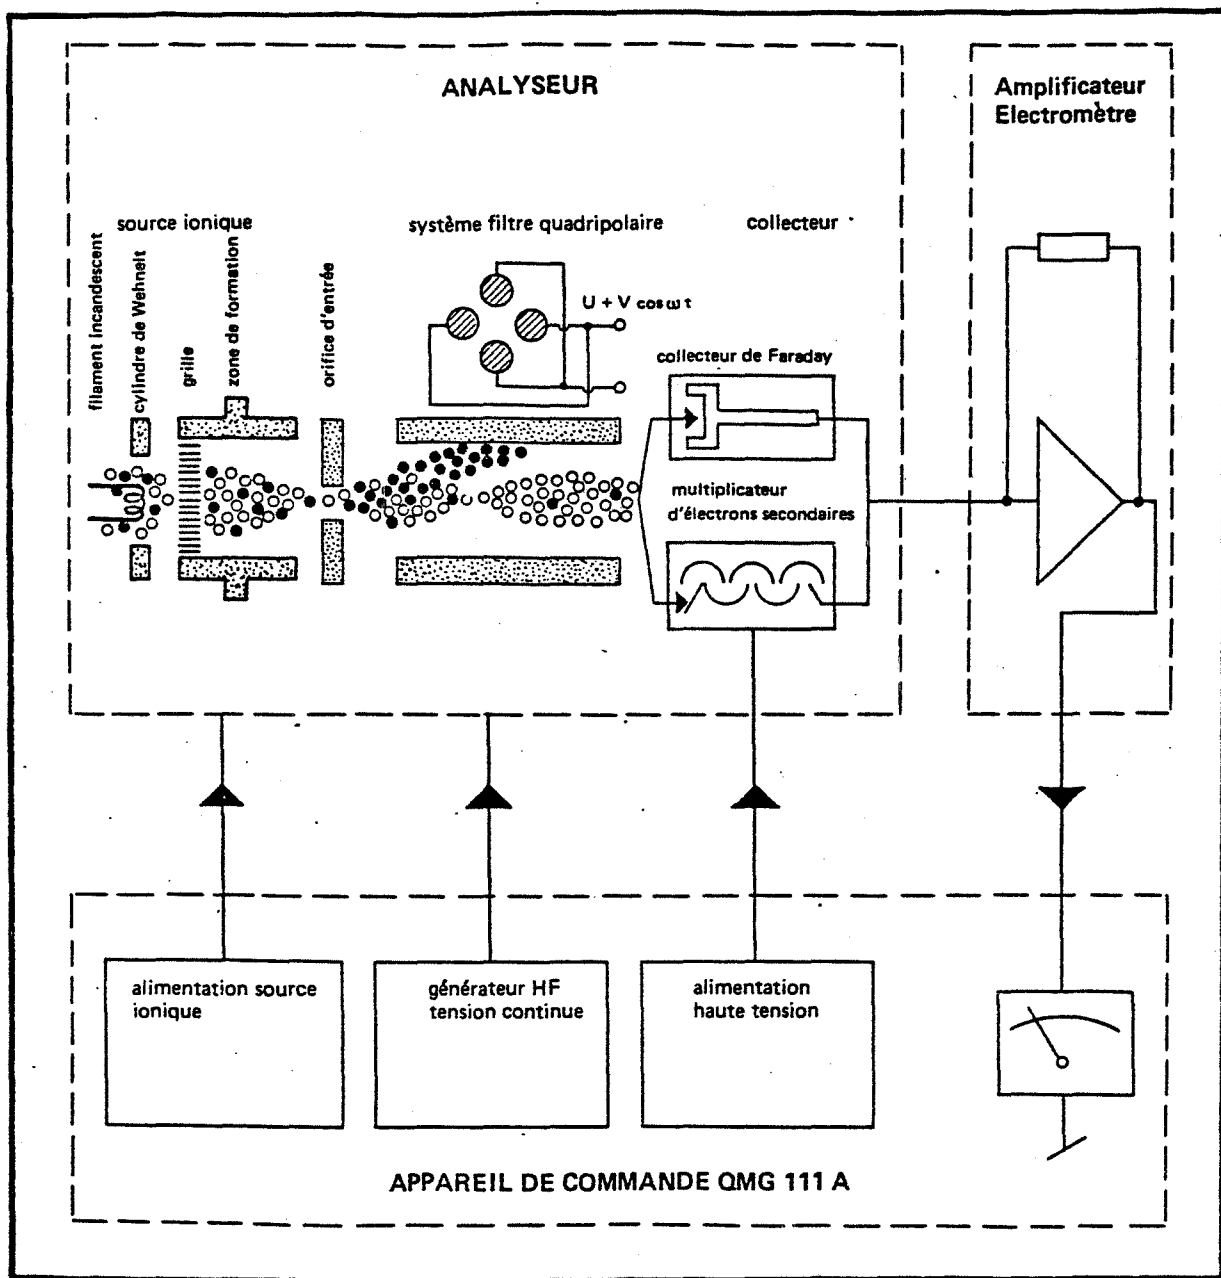 ANALYSEUR
Amplificateur
Electromètre
source ionique
système filtre quadripolaire
collecteur
filament incandescent
cylindre de Wehnelt
grille
zone de formation
orifice d'entrée
U + V cos ω t
collecteur de Faraday
multiplicateur
d'électrons secondaires
alimentation source
ionique
générateur HF
tension continue
alimentation
haute tension
APPAREIL DE COMMANDE QMG 111 A